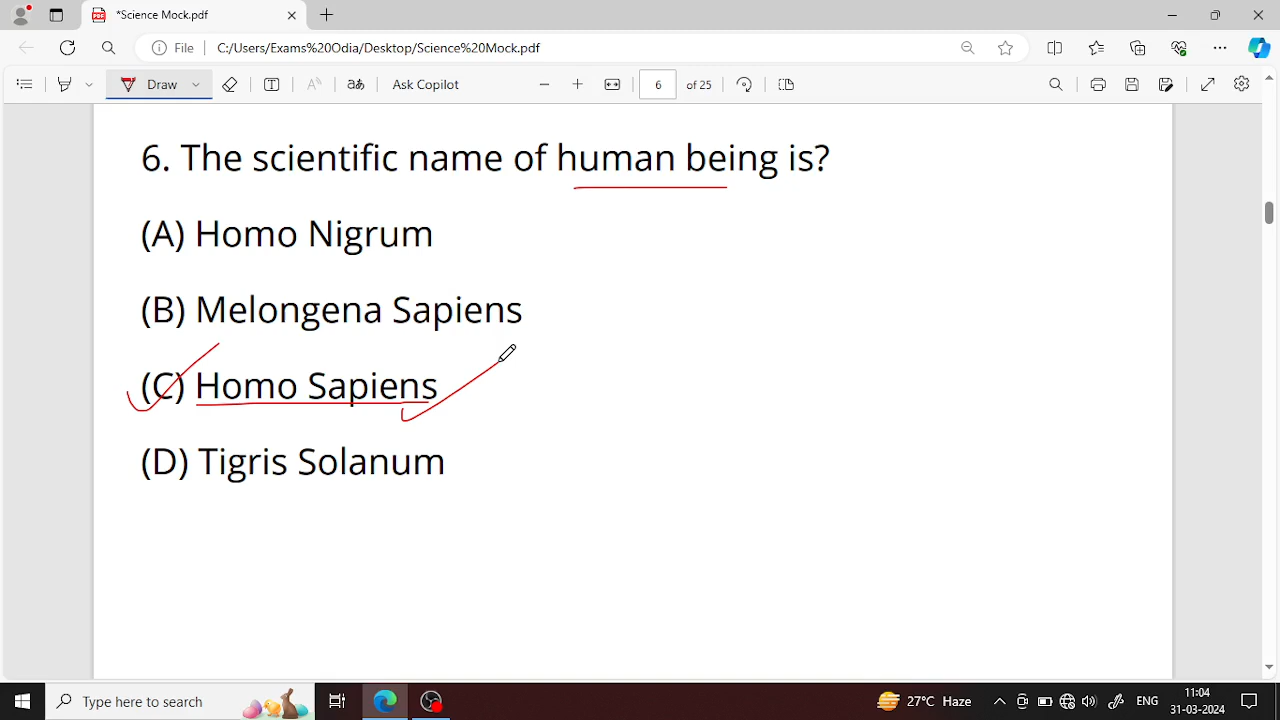 *Science Mock.pdf
File
C:/Users/Exams%20Odia/Desktop/Science%20Mock.pdf
Draw
aあ
Ask Copilot
6
of 25
6. The scientific name of human being is?
(A) Homo Nigrum
(B) Melongena Sapiens
(C) Homo Sapiens
(D) Tigris Solanum
Type here to search
27°C Haze
ENG
11:04
31-03-2024